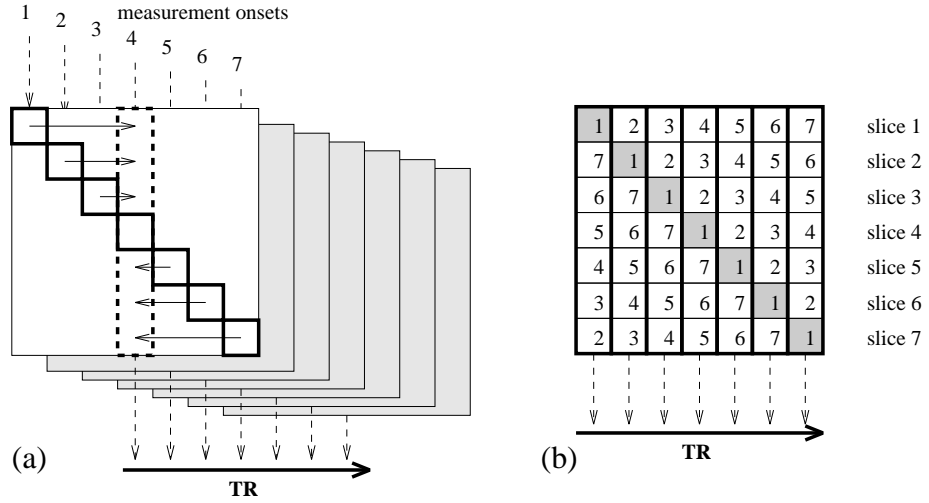 measurement onsets
1 2 3 4 5 6 7
(a)
TR
1 2 3 4 5 6 7 slice 1
7 1 2 3 4 5 6 slice 2
6 7 1 2 3 4 5 slice 3
5 6 7 1 2 3 4 slice 4
4 5 6 7 1 2 3 slice 5
3 4 5 6 7 1 2 slice 6
2 3 4 5 6 7 1 slice 7
(b)
TR